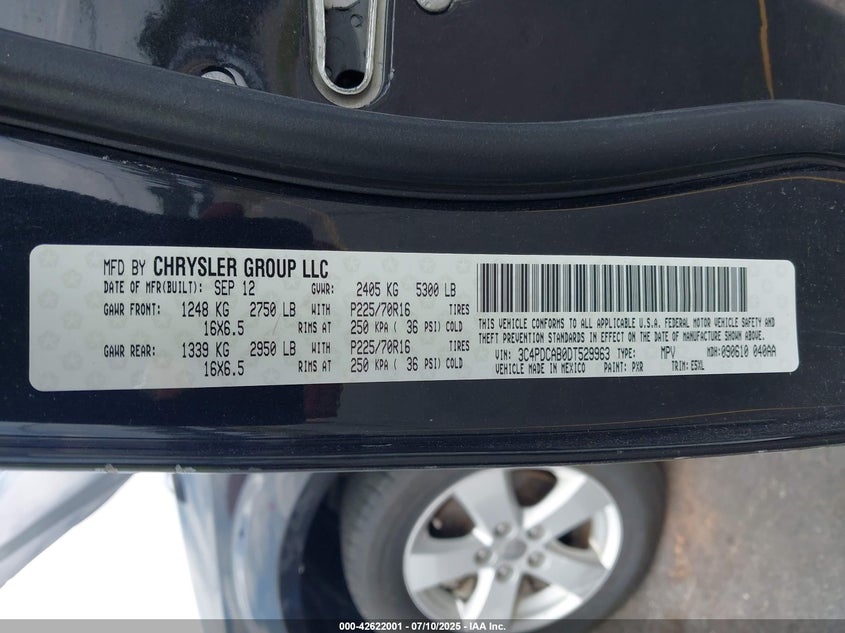 MFD BY CHRYSLER GROUP LLC
DATE OF MFR(BUILT): SEP 12 GVWR: 2405 KG 5300 LB
GAWR FRONT: 1248 KG 2750 LB WITH P225/70R16 TIRES
16X6.5 RIMS AT 250 KPA ( 36 PSI) COLD
GAWR REAR: 1339 KG 2950 LB WITH P225/70R16 TIRES
16X6.5 RIMS AT 250 KPA ( 36 PSI) COLD
THIS VEHICLE CONFORMS TO ALL APPLICABLE U.S.A. FEDERAL MOTOR VEHICLE SAFETY AND
THEFT PREVENTION STANDARDS IN EFFECT ON THE DATE OF MANUFACTURE SHOWN ABOVE.
VIN: 3C4PDCAB0DT529963 TYPE: MPV MDH: 090610 040AA
VEHICLE MADE IN MEXICO PAINT: PXR TRIM: E5XL
000-42622001 - 07/10/2025 - IAA Inc.